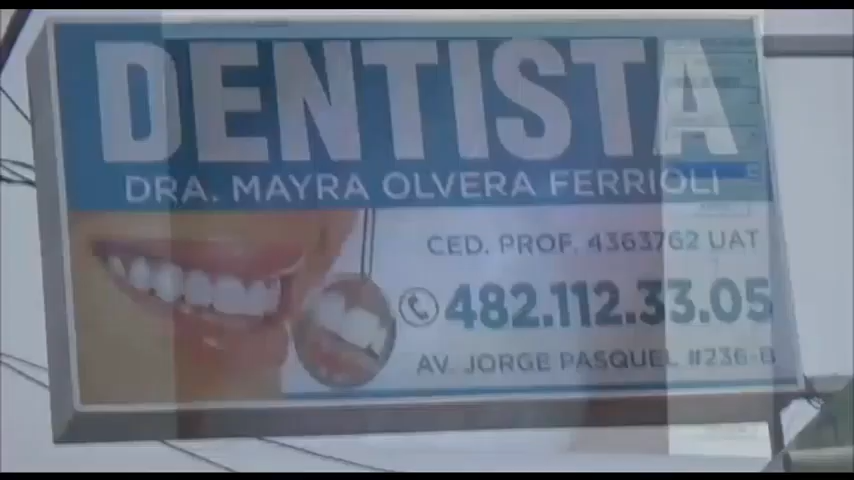 DENTISTA
DRA. MAYRA OLVERA FERRIOLI
CED. PROF. 4363762 UAT
482.112.33.05
AV. JORGE PASQUEL #236-B